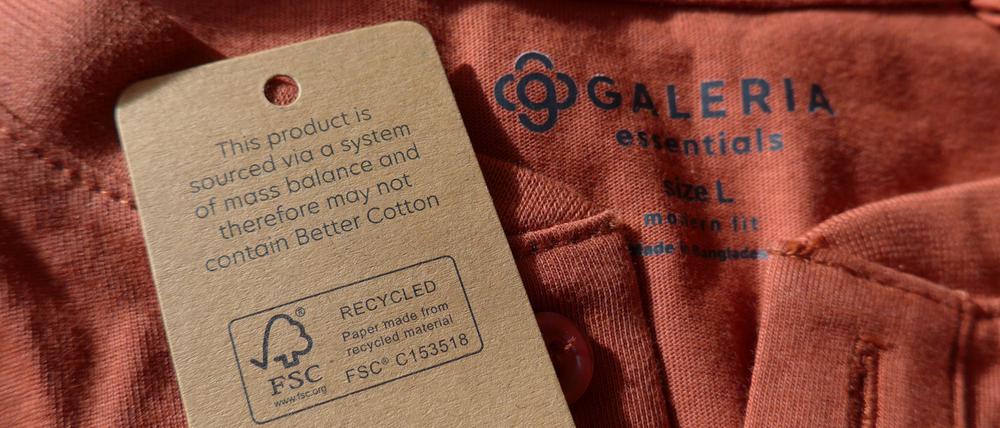 This product is
sourced via a system
of mass balance and
therefore may not
contain Better Cotton
FSC®
www.fsc.org
RECYCLED
Paper made from
recycled material
FSC® C153518
GALERIA
essentials
size L
modern fit
Made in Bangladesh